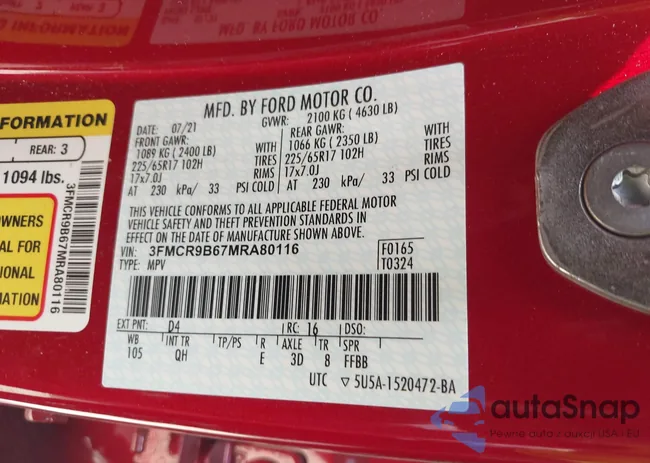 FORMATION
REAR: 3
1094 lbs.
OWNERS
AL FOR
IONAL
MATION
3FMCR9B67MRA80116
MFD. BY FORD MOTOR CO.
DATE: 07/21 GVWR: 2100 KG ( 4630 LB)
FRONT GAWR: REAR GAWR:
1089 KG ( 2400 LB) WITH 1066 KG ( 2350 LB) WITH
225/65R17 102H TIRES 225/65R17 102H TIRES
17x7.0J RIMS 17x7.0J RIMS
AT 230 kPa/ 33 PSI COLD AT 230 kPa/ 33 PSI COLD
THIS VEHICLE CONFORMS TO ALL APPLICABLE FEDERAL MOTOR
VEHICLE SAFETY AND THEFT PREVENTION STANDARDS IN
EFFECT ON THE DATE OF MANUFACTURE SHOWN ABOVE.
VIN: 3FMCR9B67MRA80116 F0165
TYPE: MPV T0324
EXT PNT: D4 RC: 16 DSO:
WB INT TR TP/PS R AXLE TR SPR
105 QH E 3D 8 FFBB
UTC ▽5U5A-1520472-BA
autaSnap
Pewne auto z aukcji USA - EU